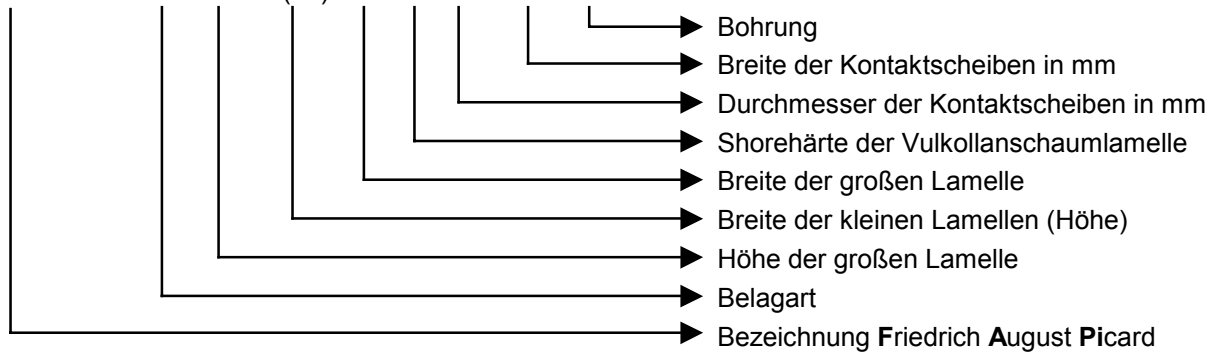 Bohrung
Breite der Kontaktscheiben in mm
Durchmesser der Kontaktscheiben in mm
Shorehärte der Vulkollanschaumlamelle
Breite der großen Lamelle
Breite der kleinen Lamellen (Höhe)
Höhe der großen Lamelle
Belagart
Bezeichnung Friedrich August Picard